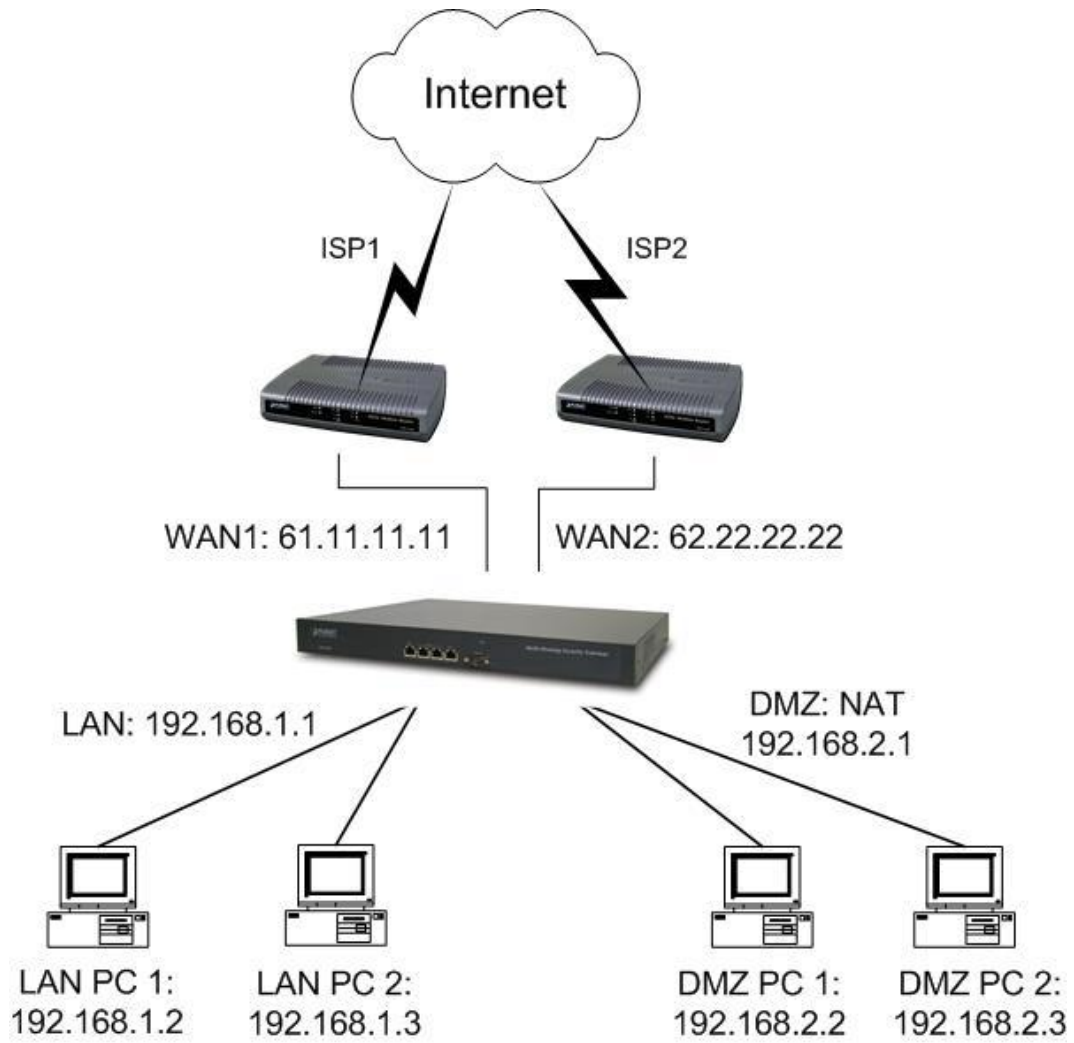 Internet
ISP1
ISP2
WAN1: 61.11.11.11
WAN2: 62.22.22.22
LAN: 192.168.1.1
DMZ: NAT
192.168.2.1
LAN PC 1:
192.168.1.2
LAN PC 2:
192.168.1.3
DMZ PC 1:
192.168.2.2
DMZ PC 2:
192.168.2.3